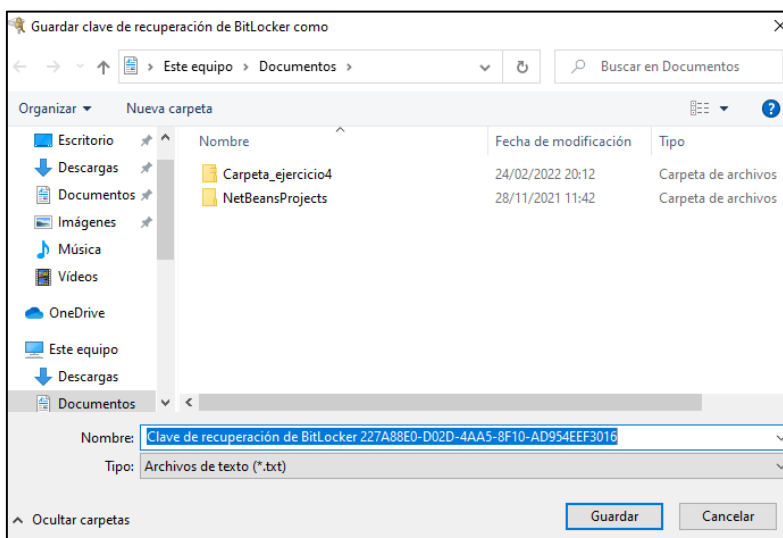 Guardar clave de recuperación de BitLocker como
Este equipo > Documentos >
Buscar en Documentos
Organizar
Nueva carpeta
Nombre
Fecha de modificación
Tipo
Escritorio
Descargas
Documentos
Imágenes
Música
Vídeos
OneDrive
Este equipo
Descargas
Documentos
Carpeta_ejercicio4 24/02/2022 20:12 Carpeta de archivos
NetBeansProjects 28/11/2021 11:42 Carpeta de archivos
Nombre: Clave de recuperación de BitLocker 227A88E0-D02D-4AA5-8F10-AD954EEF3016
Tipo: Archivos de texto (*.txt)
Ocultar carpetas
Guardar
Cancelar